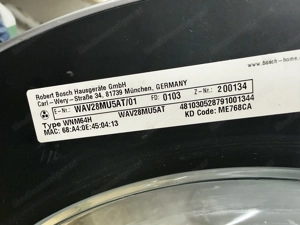 Robert Bosch Hausgeräte GmbH
Carl-Wery-Straße 34, 81739 München, GERMANY
E-Nr.: WAV28MU5AT/01 FD: 0103 Z-Nr.: 200134
WAV28MU5AT 481030528791001344
Type WNM64H KD Code: ME768CA
MAC: 68:A4:0E:45:04:13